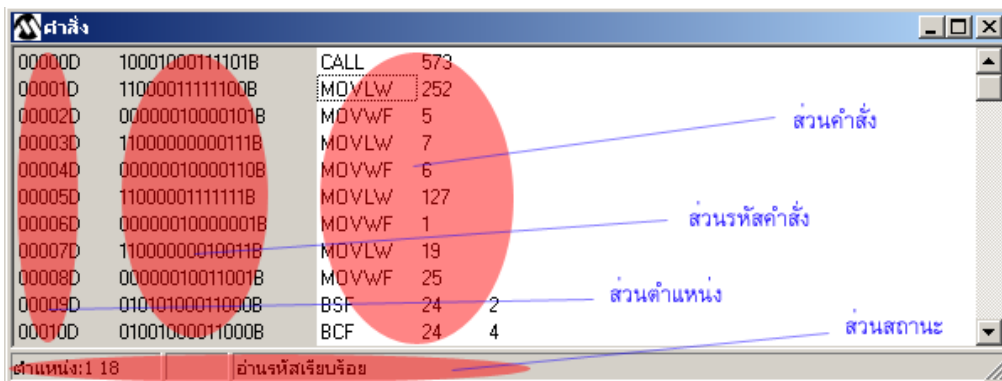 คำสั่ง
00000D 10001000111101B CALL 573
00001D 11000011111100B MOVLW 252
00002D 00000010000101B MOVWF 5
00003D 11000000000111B MOVLW 7
00004D 00000010000110B MOVWF 6
00005D 11000001111111B MOVLW 127
00006D 00000010000001B MOVWF 1
00007D 11000000010011B MOVLW 19
00008D 00000010011001B MOVWF 25
00009D 01010100011000B BSF 24 2
00010D 01001000011000B BCF 24 4
ส่วนคำสั่ง
ส่วนรหัสคำสั่ง
ส่วนตำแหน่ง
ส่วนสถานะ
ตำแหน่ง:1 18 อ่านรหัสเรียบร้อย